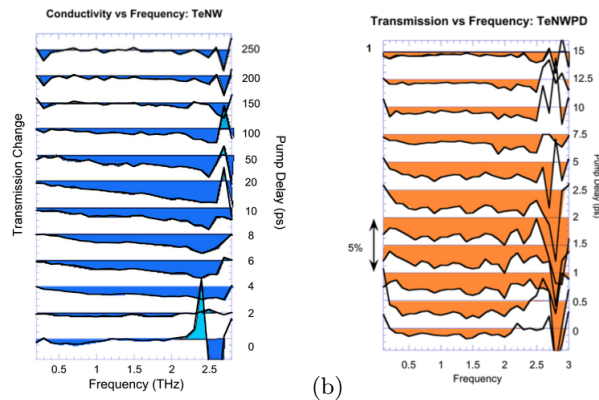 Conductivity vs Frequency: TeNW
Transmission Change
250
200
150
100
50
20
10
8
6
4
2
0
Pump Delay (ps)
0.5 1 1.5 2 2.5
Frequency (THz)
(b)
Transmission vs Frequency: TeNWPD
1
5%
15
12.5
10
7.5
5
2.5
2
1.5
1
0.5
0
Pump Delay (ps)
0.5 1 1.5 2 2.5 3
Frequency